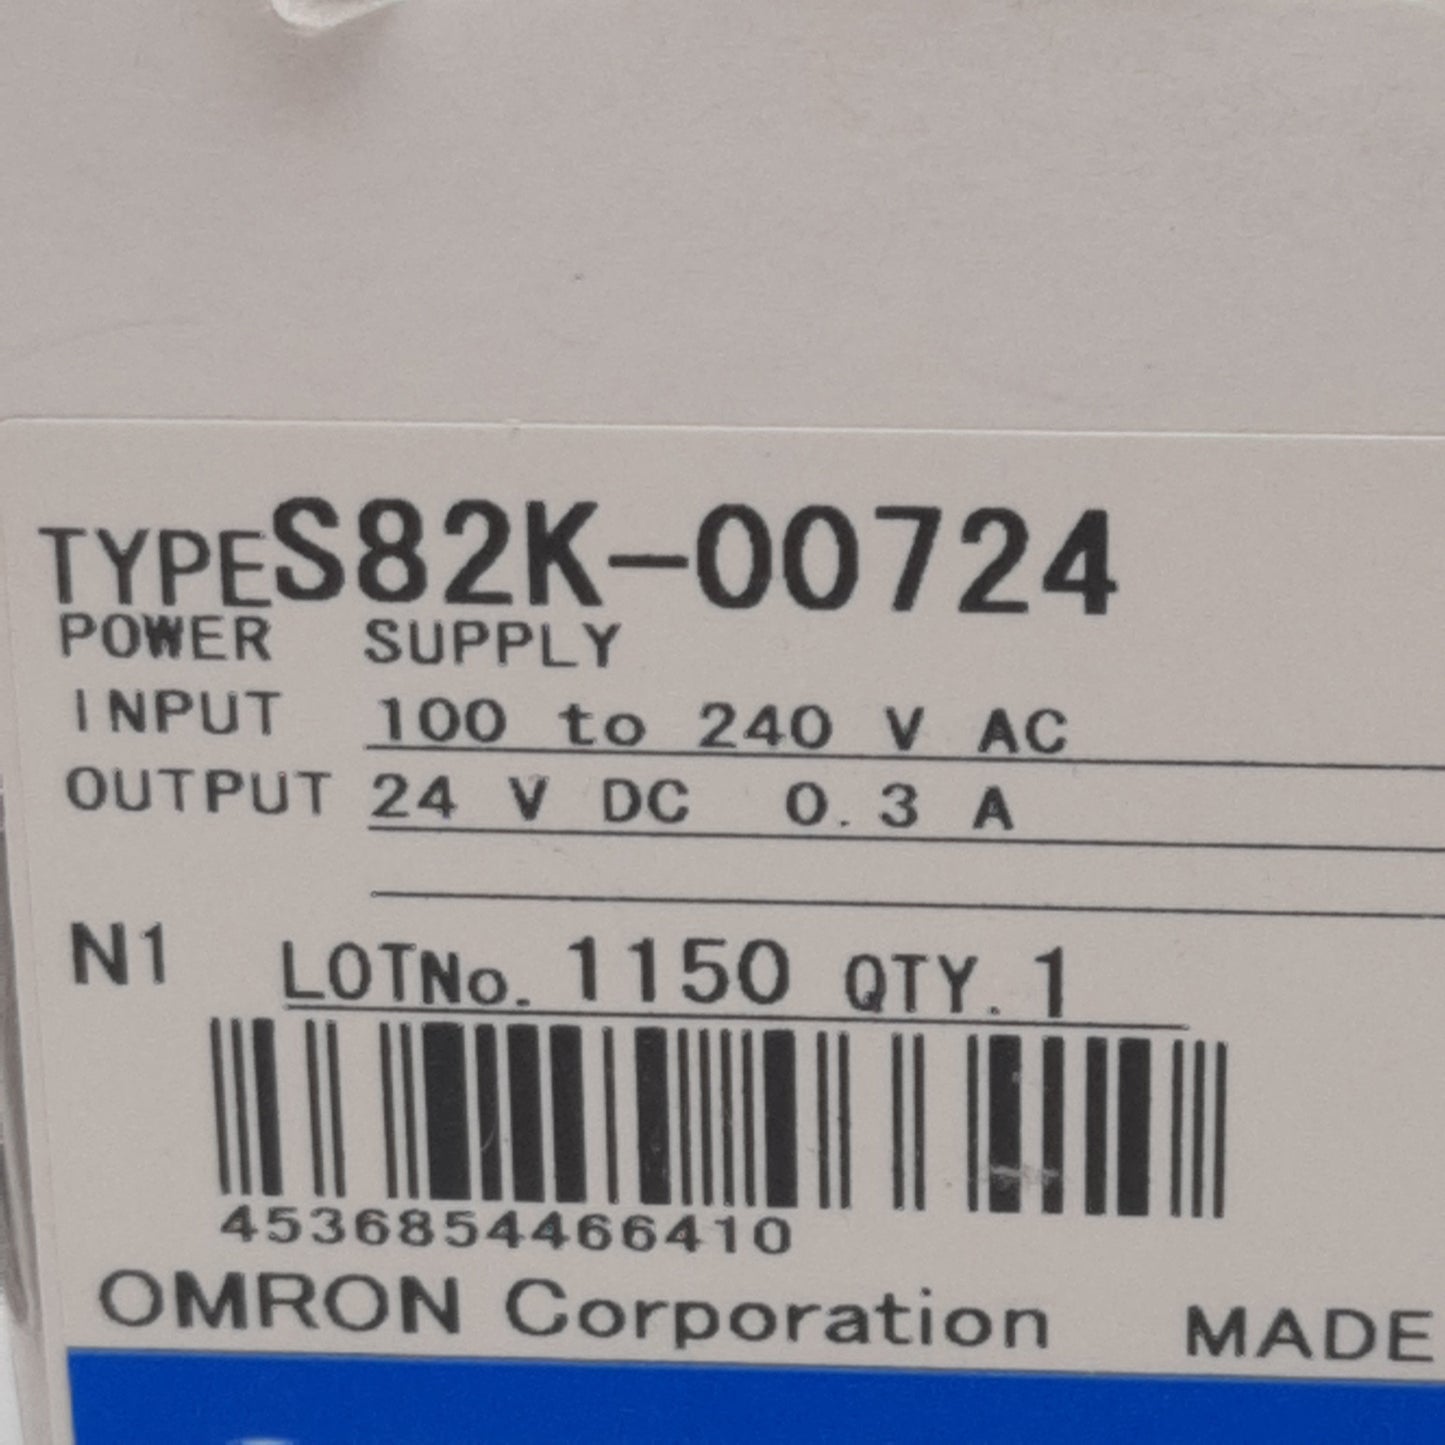 TYPE S82K-00724
POWER SUPPLY
INPUT 100 to 240 V AC
OUTPUT 24 V DC 0.3 A
N1 LOTNo. 1150 QTY. 1
4536854466410
OMRON Corporation MADE